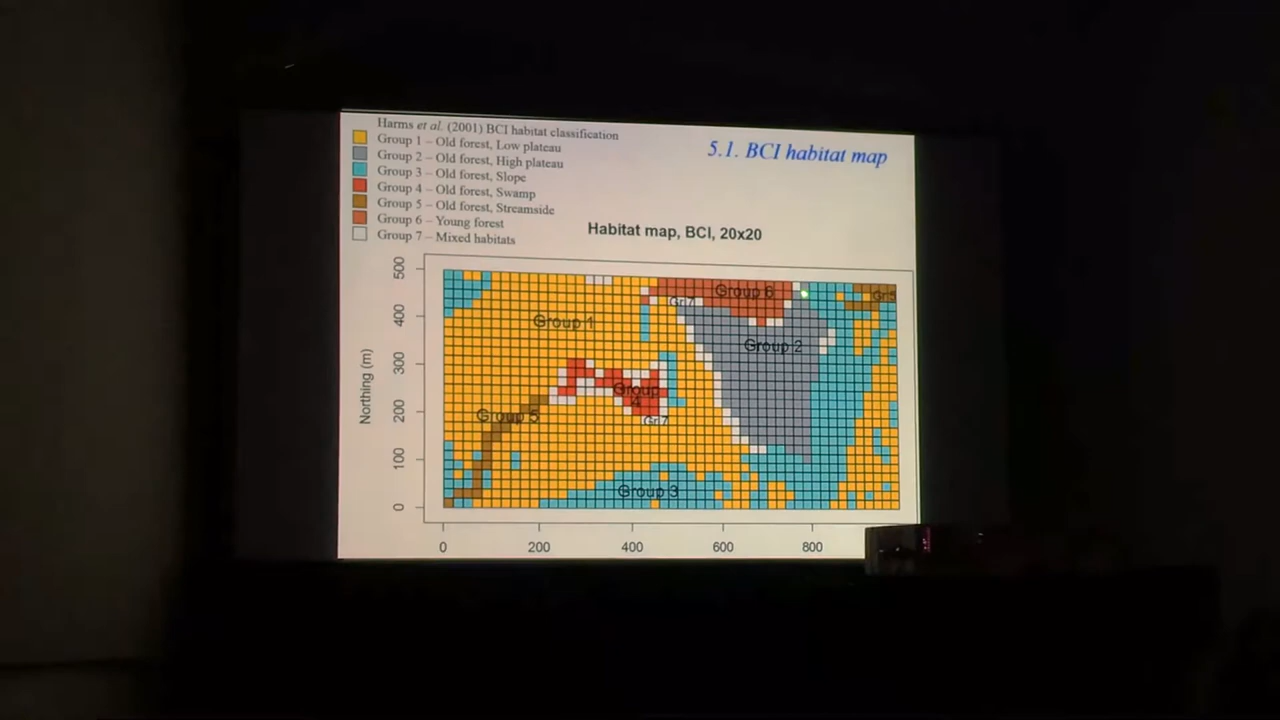 Harms et al. (2001) BCI habitat classification
Group 1 – Old forest, Low plateau
Group 2 – Old forest, High plateau
Group 3 – Old forest, Slope
Group 4 – Old forest, Swamp
Group 5 – Old forest, Streamside
Group 6 – Young forest
Group 7 – Mixed habitats
5.1. BCI habitat map
Habitat map, BCI, 20x20
Northing (m)
500
400
300
200
100
0
Group 6
Gr.5
Gr.7
Group 1
Group 2
Group 4
Group 5
Gr.7
Group 3
0 200 400 600 800